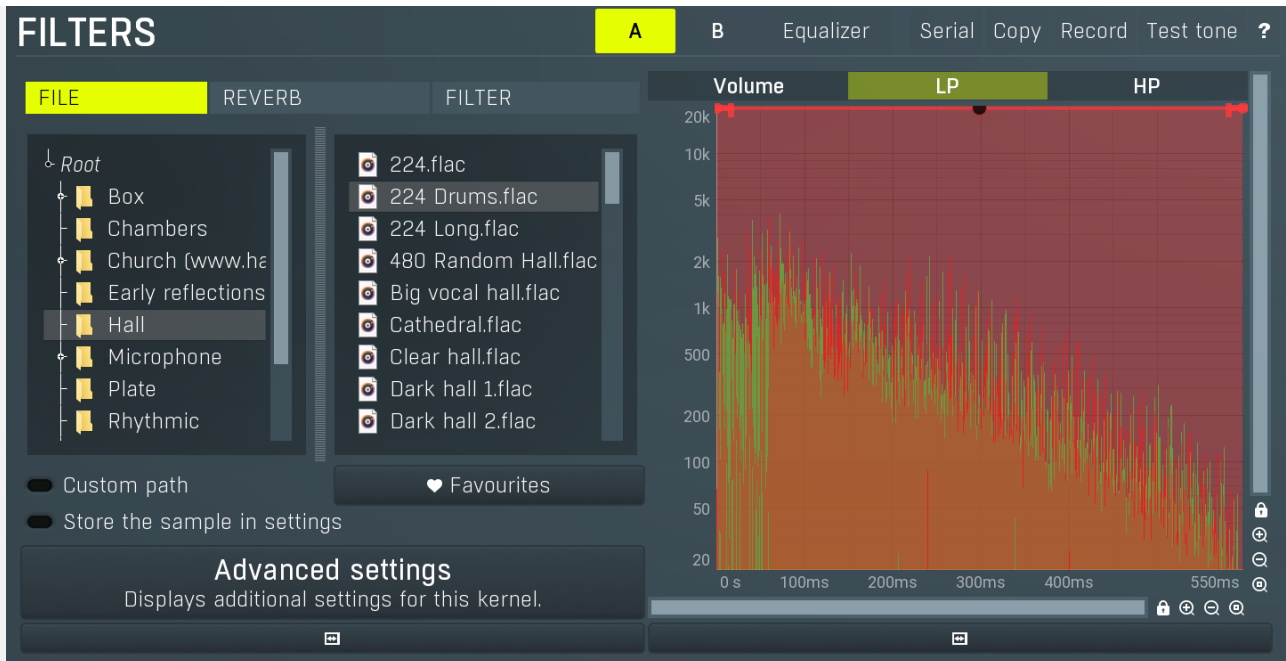 FILTERS
A
B
Equalizer
Serial
Copy
Record
Test tone
?
FILE
REVERB
FILTER
Root
Box
Chambers
Church (www.ha
Early reflections
Hall
Microphone
Plate
Rhythmic
224.flac
224 Drums.flac
224 Long.flac
480 Random Hall.flac
Big vocal hall.flac
Cathedral.flac
Clear hall.flac
Dark hall 1.flac
Dark hall 2.flac
Custom path
Favourites
Store the sample in settings
Advanced settings
Displays additional settings for this kernel.
Volume
LP
HP
20k
10k
5k
2k
1k
500
200
100
50
20
0 s
100ms
200ms
300ms
400ms
550ms